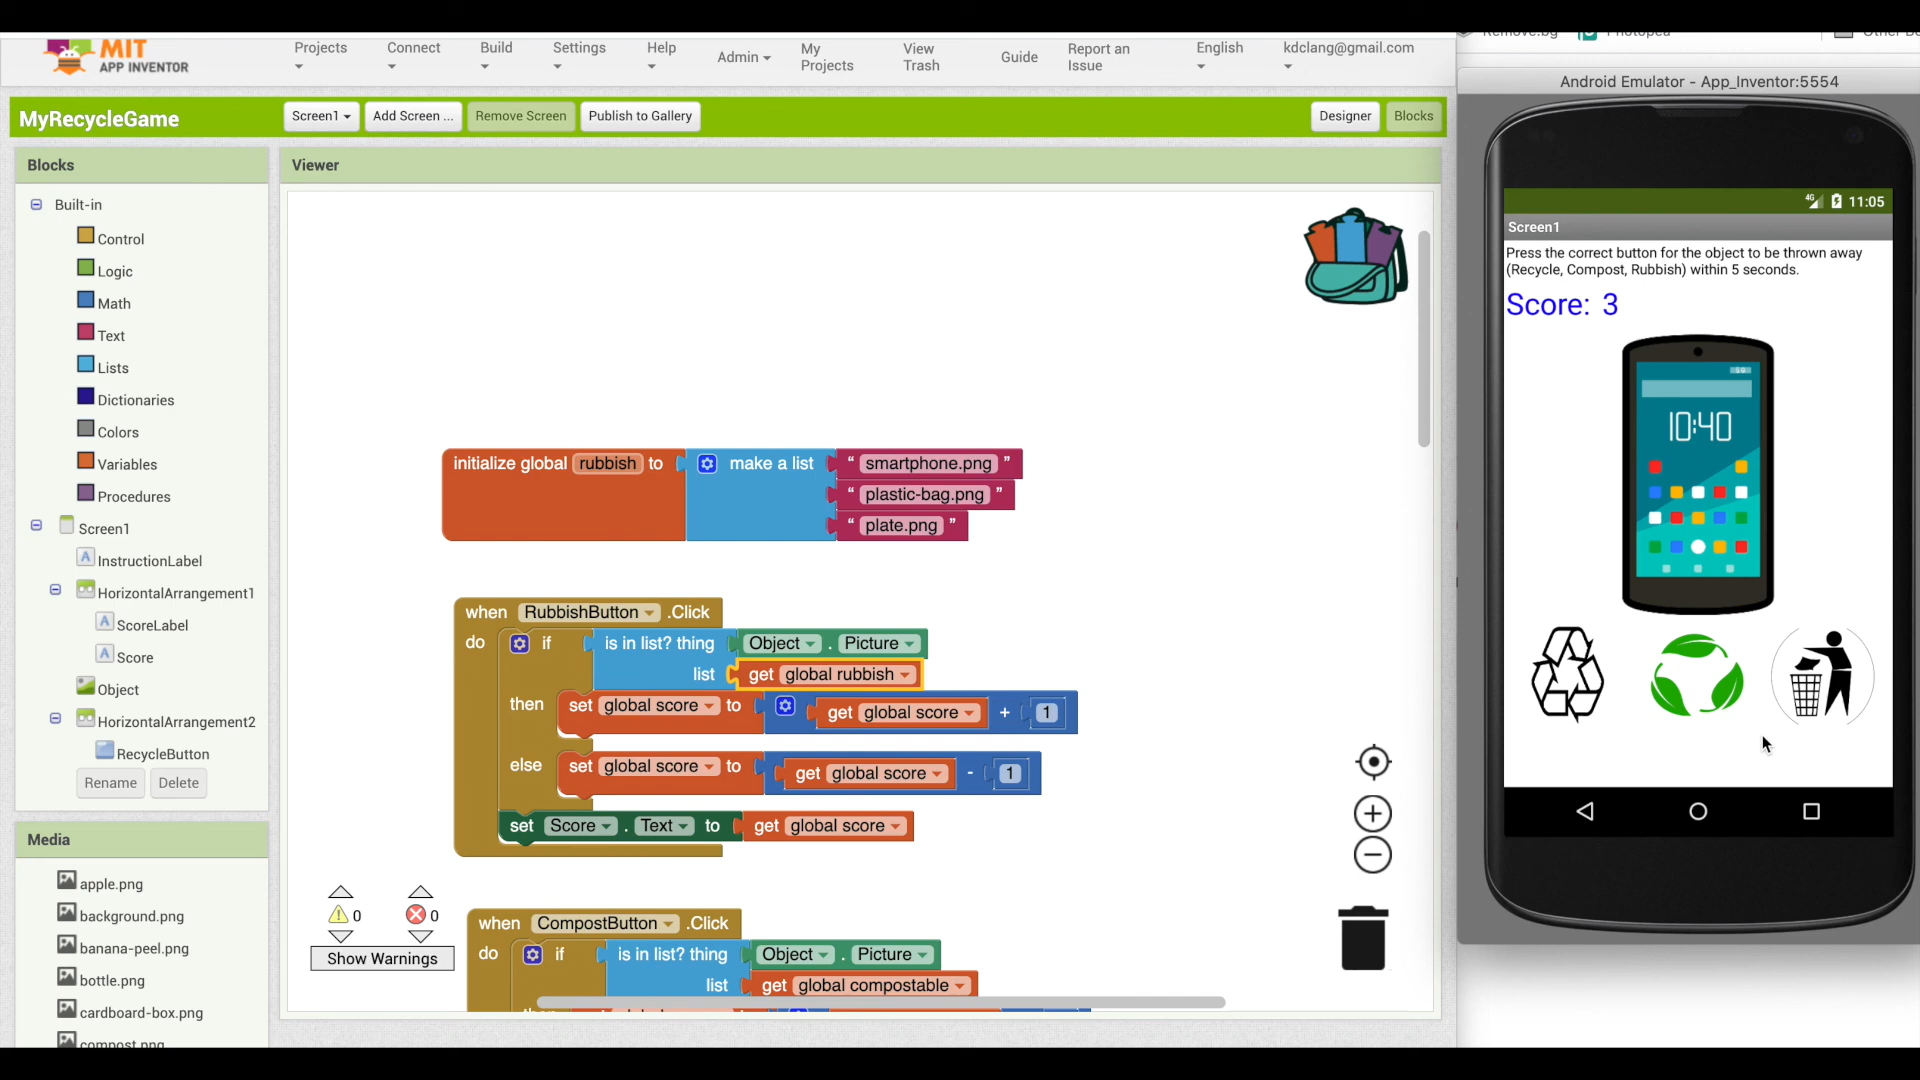 MIT
APP INVENTOR
Projects
Connect
Build
Settings
Help
Admin
My Projects
View Trash
Guide
Report an Issue
English
kdclang@gmail.com
Remove.bg
Photopea
MyRecycleGame
Screen1
Add Screen ...
Remove Screen
Publish to Gallery
Designer
Blocks
Blocks
Built-in
Control
Logic
Math
Text
Lists
Dictionaries
Colors
Variables
Procedures
Screen1
InstructionLabel
HorizontalArrangement1
ScoreLabel
Score
Object
HorizontalArrangement2
RecycleButton
Rename
Delete
Media
apple.png
background.png
banana-peel.png
bottle.png
cardboard-box.png
compost.png
Viewer
initialize global rubbish to make a list " smartphone.png "
" plastic-bag.png "
" plate.png "
when RubbishButton .Click
do if is in list? thing Object . Picture
list get global rubbish
then set global score to get global score + 1
else set global score to get global score - 1
set Score . Text to get global score
when CompostButton .Click
do if is in list? thing Object . Picture
list get global compostable
0
0
Show Warnings
Android Emulator - App_Inventor:5554
4G 11:05
Screen1
Press the correct button for the object to be thrown away
(Recycle, Compost, Rubbish) within 5 seconds.
Score: 3
10:40